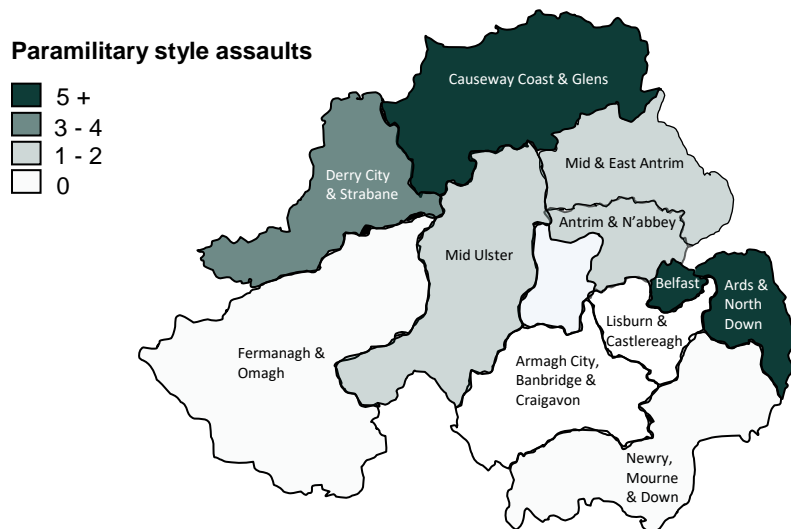 Paramilitary style assaults
5 +
3 - 4
1 - 2
0
Causeway Coast & Glens
Mid & East Antrim
Derry City
& Strabane
Antrim & N'abbey
Mid Ulster
Belfast
Ards &
North
Down
Lisburn &
Castlereagh
Fermanagh &
Omagh
Armagh City,
Banbridge &
Craigavon
Newry,
Mourne
& Down